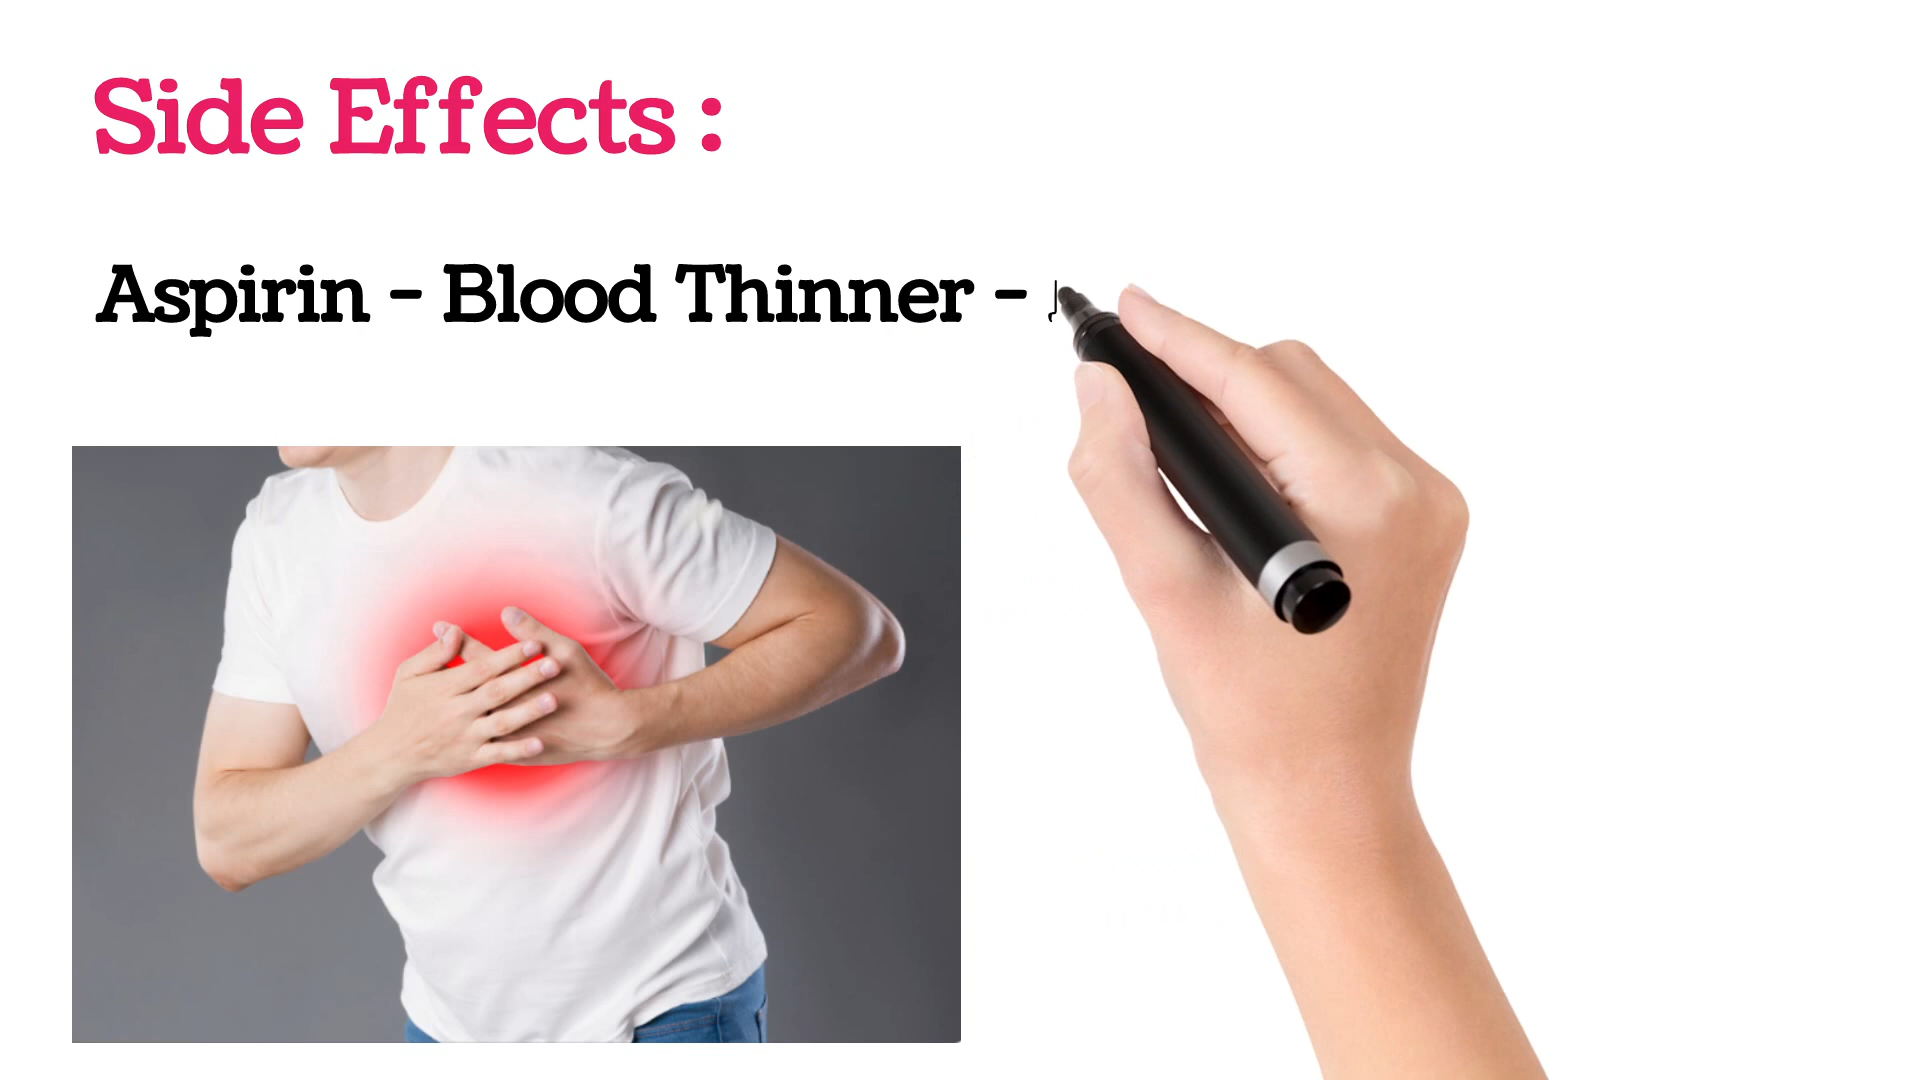 Side Effects :
Aspirin - Blood Thinner -